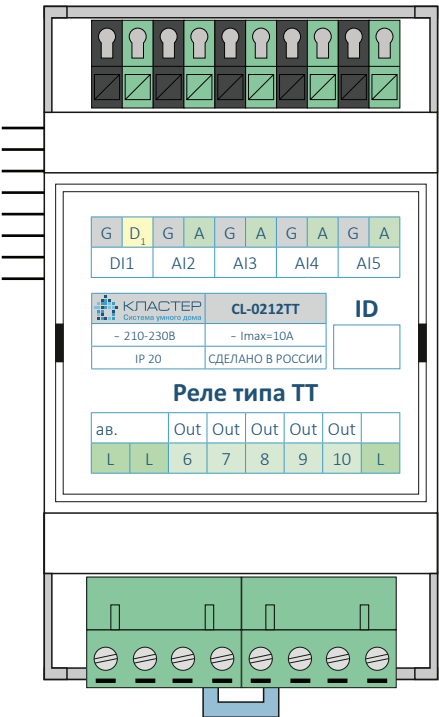 G D1 G A G A G A G A
DI1 AI2 AI3 AI4 AI5
КЛАСТЕР
Система умного дома
CL-0212TT
ID
~ 210-230В
~ Imax=10A
IP 20
СДЕЛАНО В РОССИИ
Реле типа ТТ
ав. Out Out Out Out Out
L L 6 7 8 9 10 L